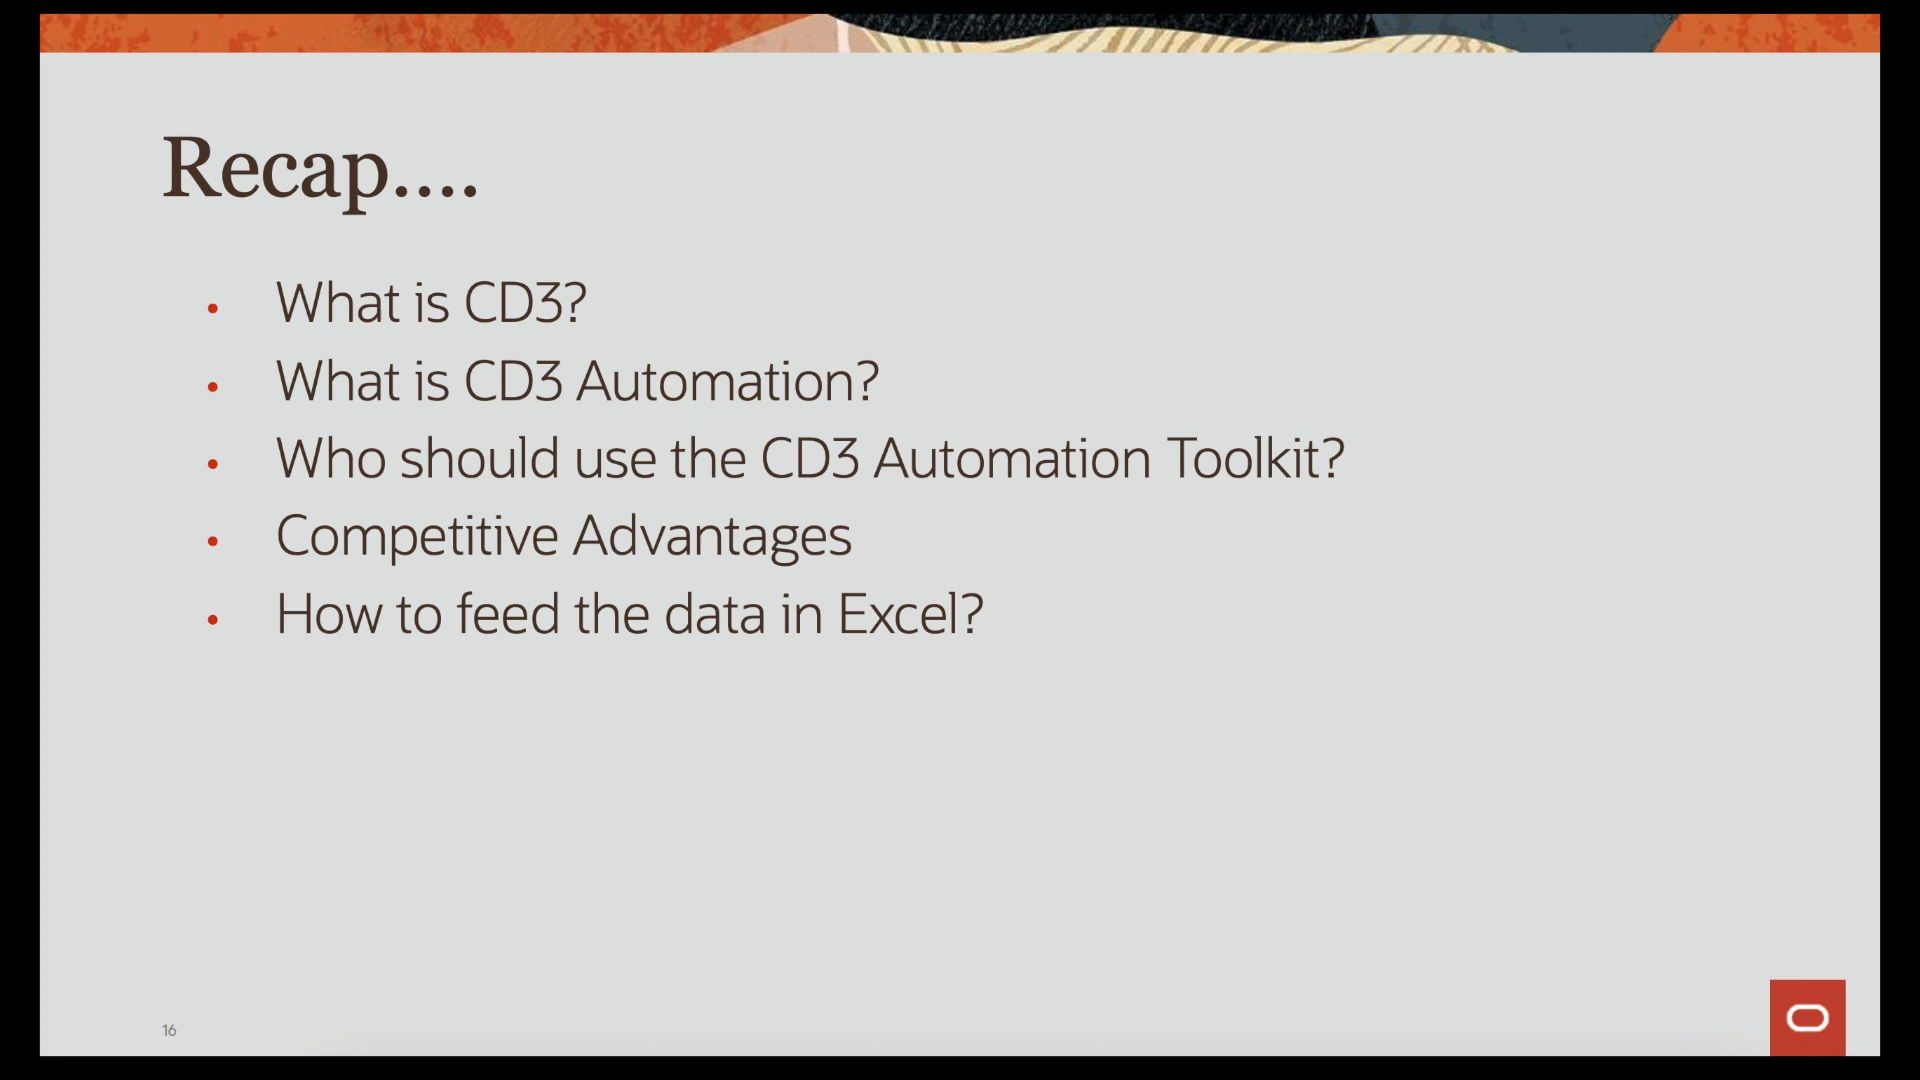 Recap....
• What is CD3?
• What is CD3 Automation?
• Who should use the CD3 Automation Toolkit?
• Competitive Advantages
• How to feed the data in Excel?
16